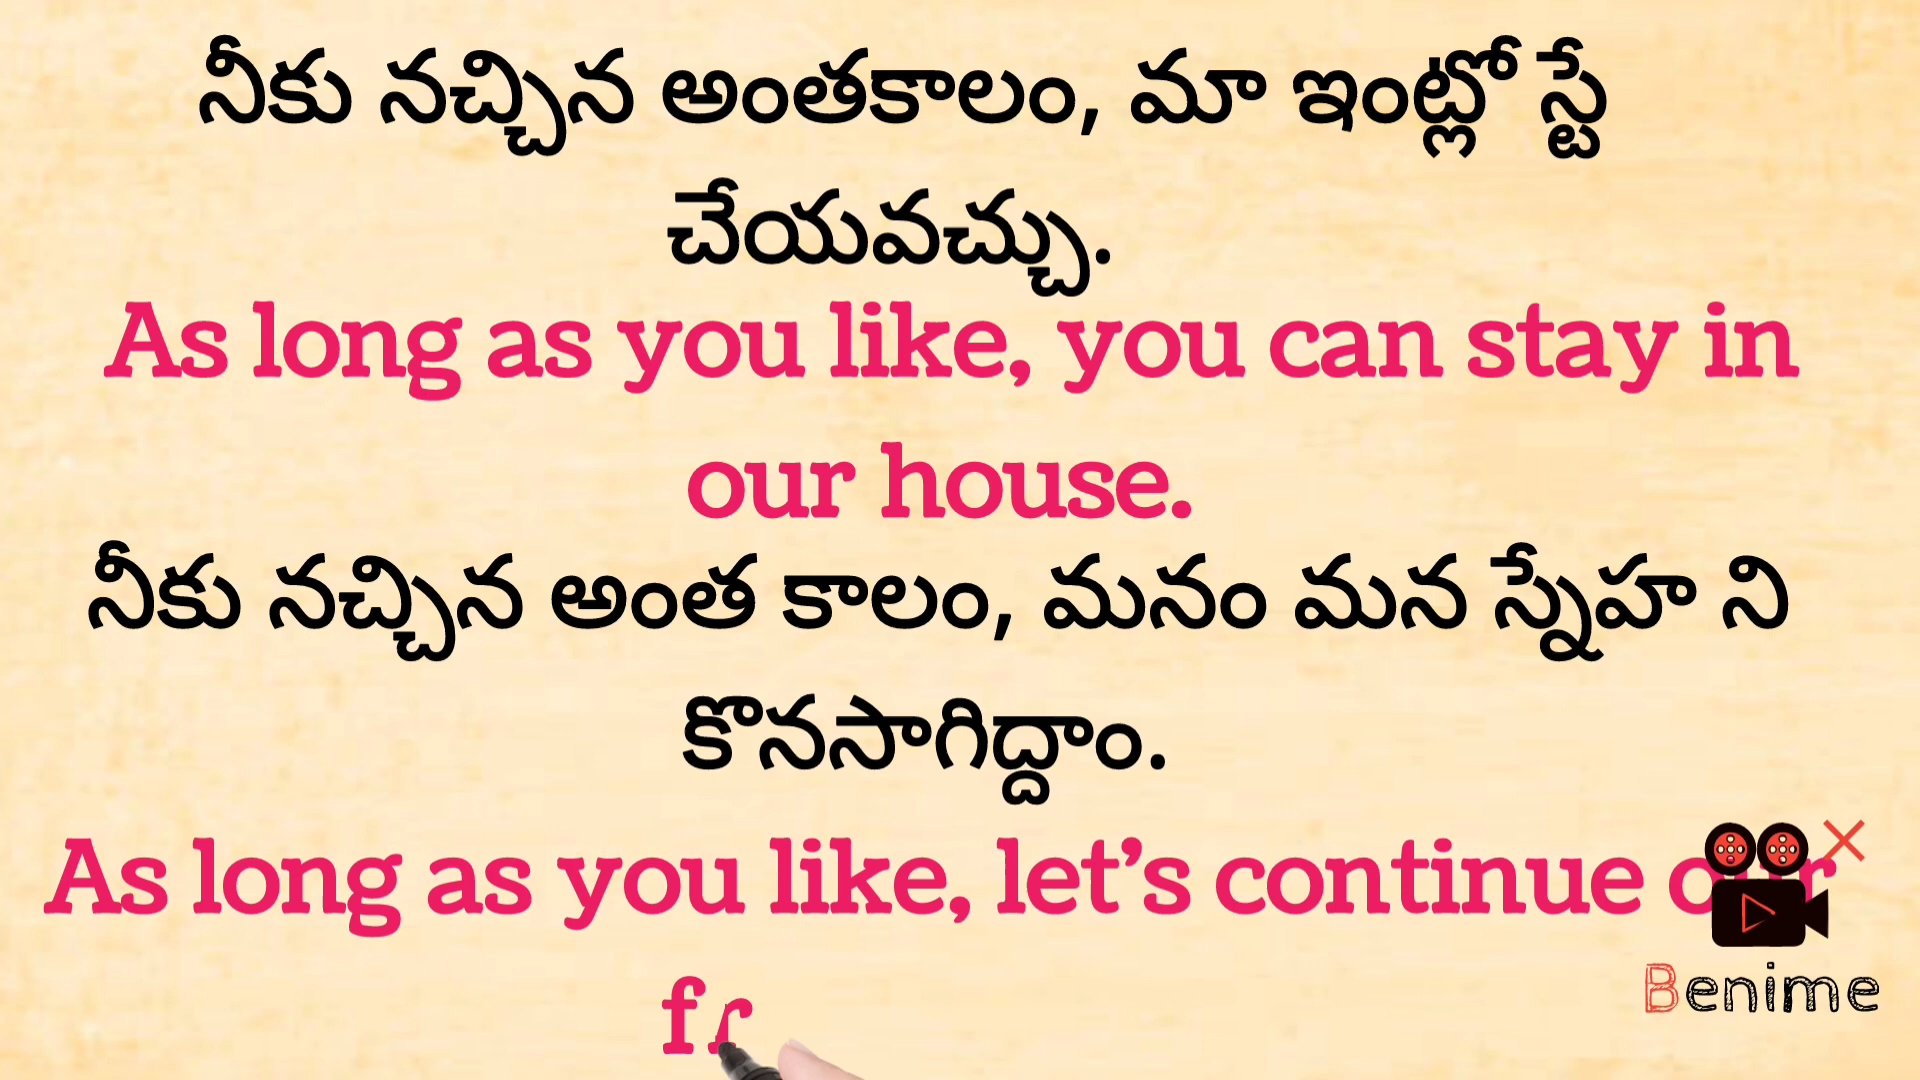 నీకు నచ్చిన అంతకాలం, మా ఇంట్లో స్టే
చేయవచ్చు.
As long as you like, you can stay in
our house.
నీకు నచ్చిన అంత కాలం, మనం మన స్నేహ ని
కొనసాగిద్దాం.
As long as you like, let's continue our
fr
Benime